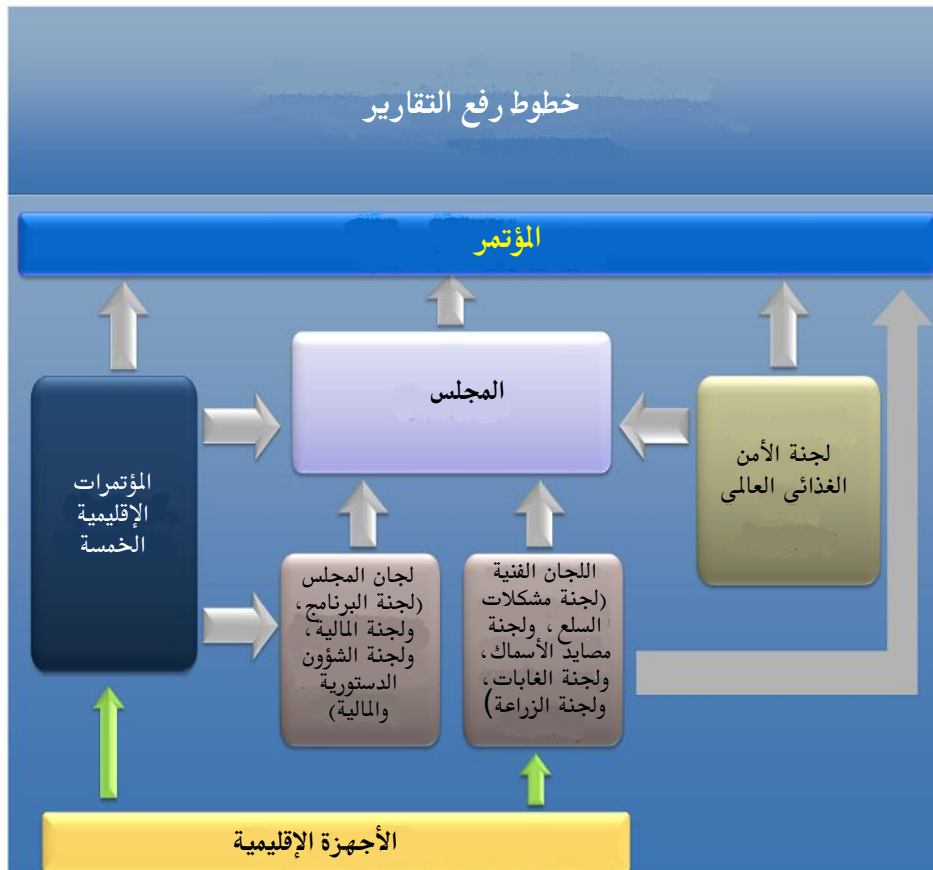 خطوط رفع التقارير
المؤتمر
المجلس
لجنة الأمن
الغذائي العالمي
المؤتمرات
الإقليمية
الخمسة
لجان المجلس
(لجنة البرنامج،
ولجنة المالية،
ولجنة الشؤون
الدستورية
والمالية)
اللجان الفنية
(لجنة مشكلات
السلع، ولجنة
مصايد الأسماك،
ولجنة الغابات،
ولجنة الزراعة)
الأجهزة الإقليمية